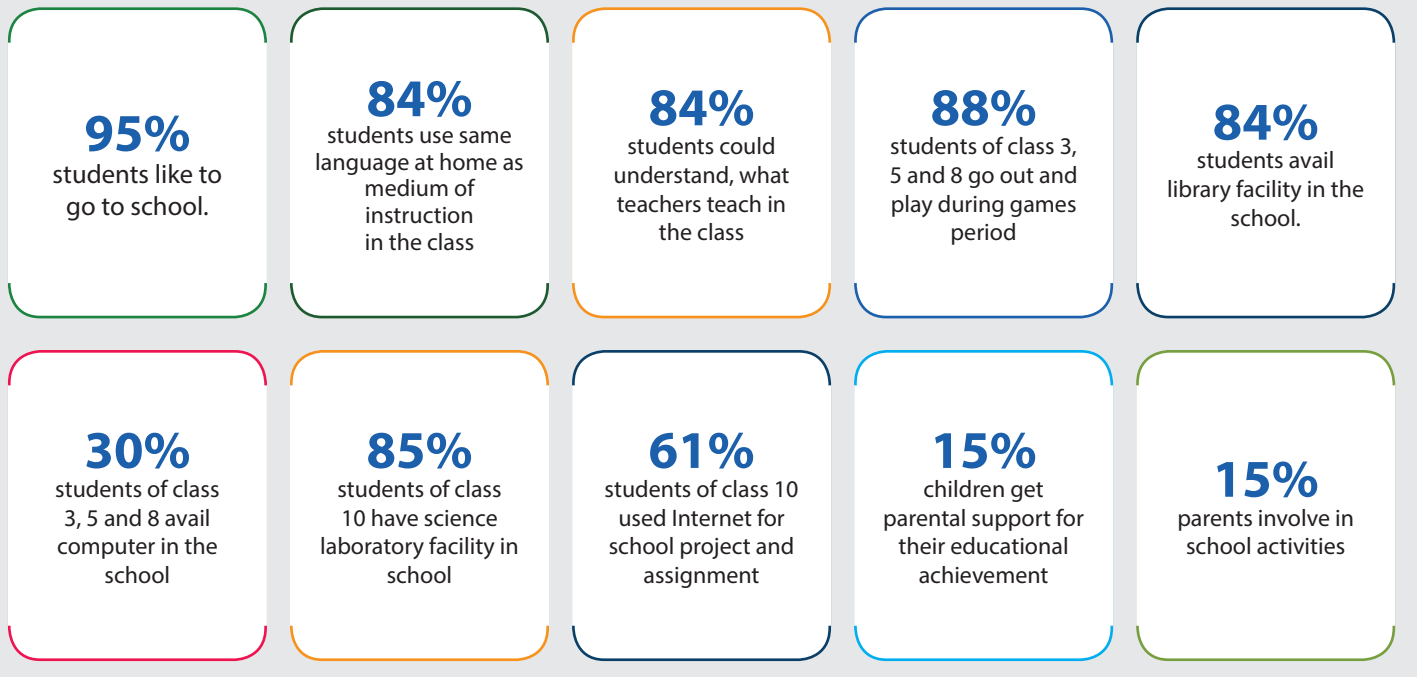 95%
students like to
go to school.
84%
students use same
language at home as
medium of
instruction
in the class
84%
students could
understand, what
teachers teach in
the class
88%
students of class 3,
5 and 8 go out and
play during games
period
84%
students avail
library facility in the
school.
30%
students of class
3, 5 and 8 avail
computer in the
school
85%
students of class
10 have science
laboratory facility in
school
61%
students of class 10
used Internet for
school project and
assignment
15%
children get
parental support for
their educational
achievement
15%
parents involve in
school activities